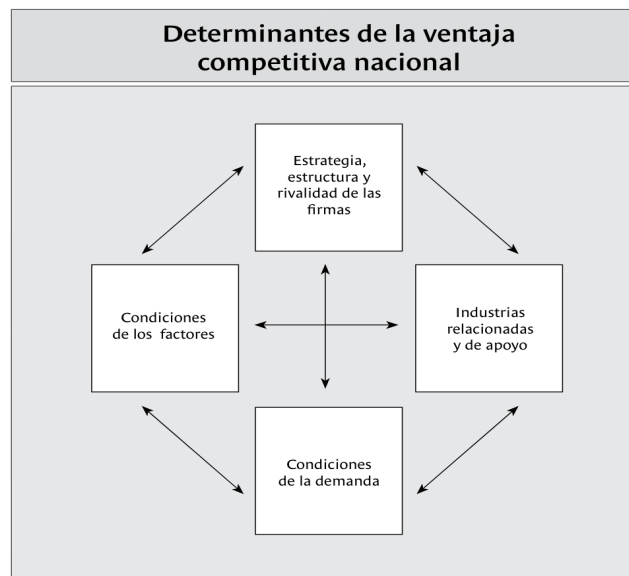 Determinantes de la ventaja
competitiva nacional
Estrategia,
estructura y
rivalidad de las
firmas
Condiciones
de los factores
Industrias
relacionadas
y de apoyo
Condiciones
de la demanda